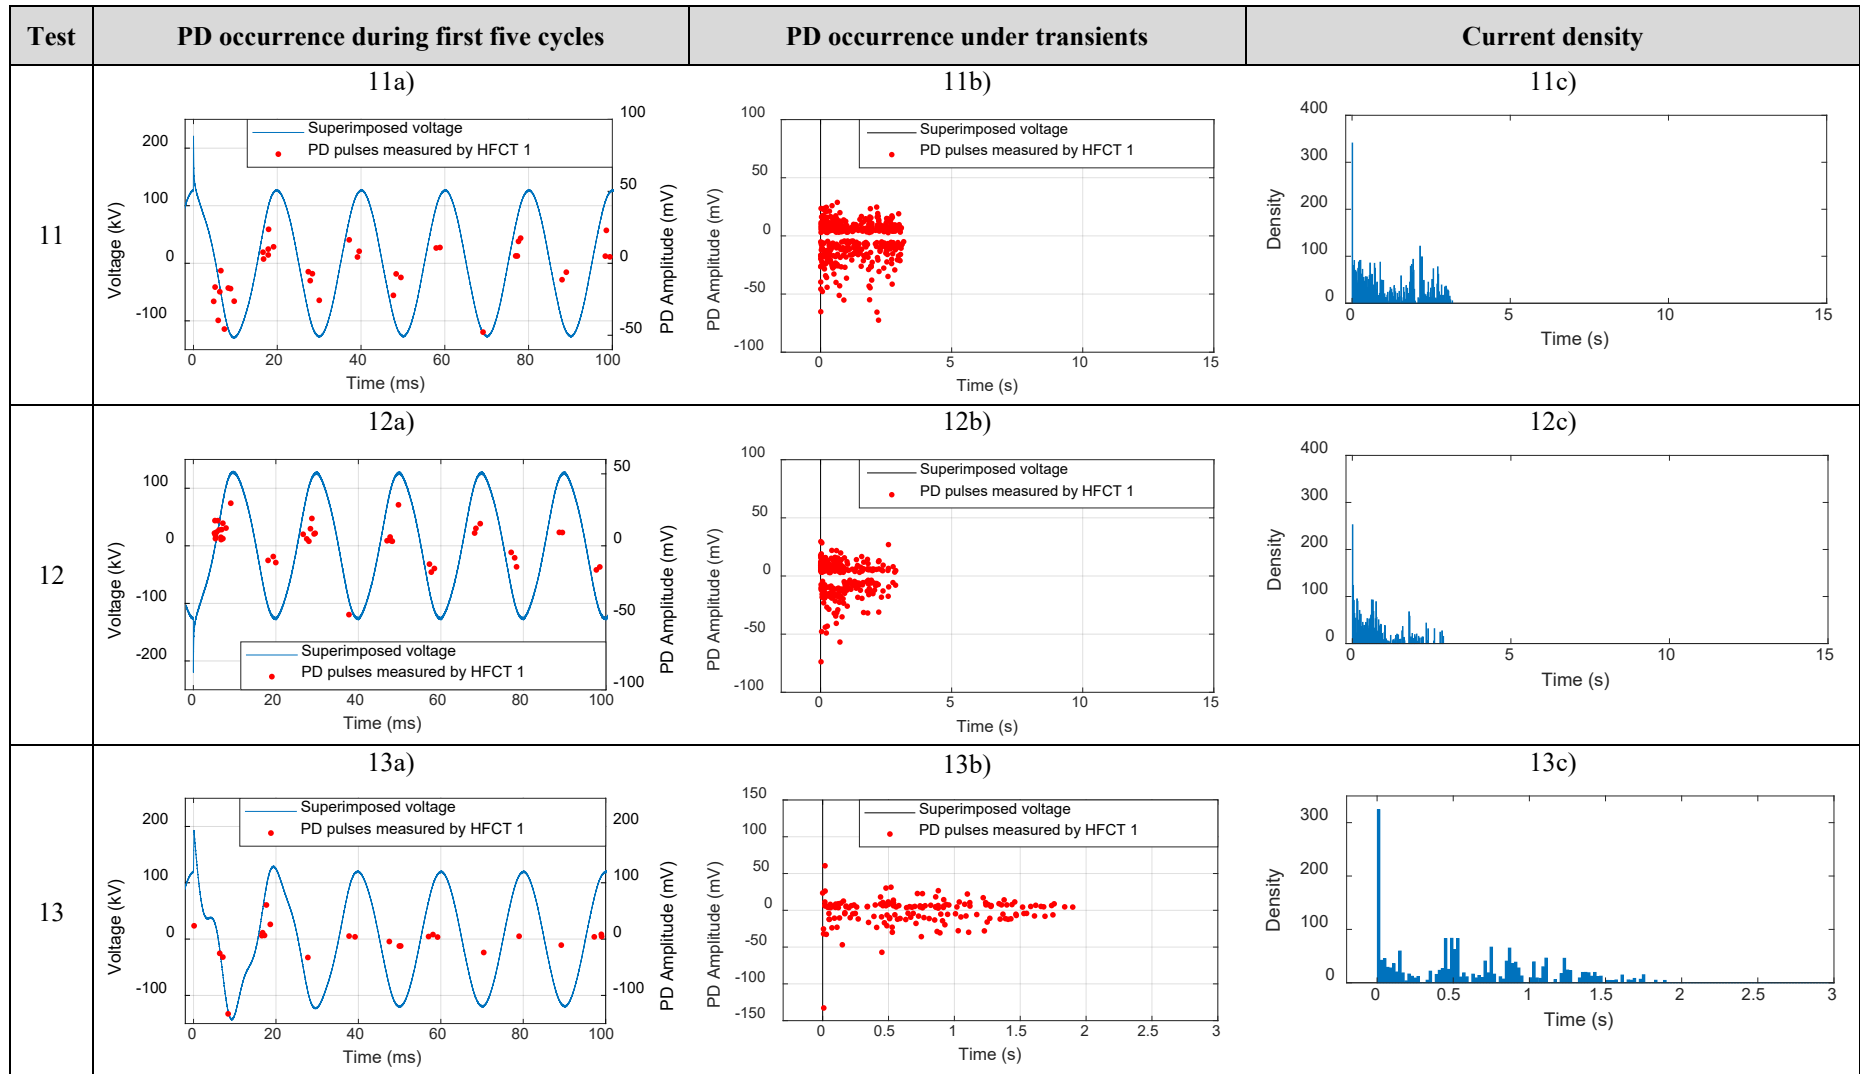 Test PD occurrence during first five cycles PD occurrence under transients Current density
11
11a)
100
Superimposed voltage
PD pulses measured by HFCT 1
200
100
0
-100
50
0
-50
Voltage (kV)
PD Amplitude (mV)
0 20 40 60 80 100
Time (ms)
11b)
100
50
0
-50
-100
Superimposed voltage
PD pulses measured by HFCT 1
PD Amplitude (mV)
0 5 10 15
Time (s)
11c)
400
300
200
100
0
Density
0 5 10 15
Time (s)
12
12a)
100
0
-100
-200
50
0
-50
-100
Voltage (kV)
PD Amplitude (mV)
Superimposed voltage
PD pulses measured by HFCT 1
0 20 40 60 80 100
Time (ms)
12b)
100
50
0
-50
-100
Superimposed voltage
PD pulses measured by HFCT 1
PD Amplitude (mV)
0 5 10 15
Time (s)
12c)
400
300
200
100
0
Density
0 5 10 15
Time (s)
13
13a)
Superimposed voltage
PD pulses measured by HFCT 1
200
100
0
-100
200
100
0
-100
Voltage (kV)
PD Amplitude (mV)
0 20 40 60 80 100
Time (ms)
13b)
150
100
50
0
-50
-100
-150
Superimposed voltage
PD pulses measured by HFCT 1
PD Amplitude (mV)
0 0.5 1 1.5 2 2.5 3
Time (s)
13c)
300
200
100
0
Density
0 0.5 1 1.5 2 2.5 3
Time (s)